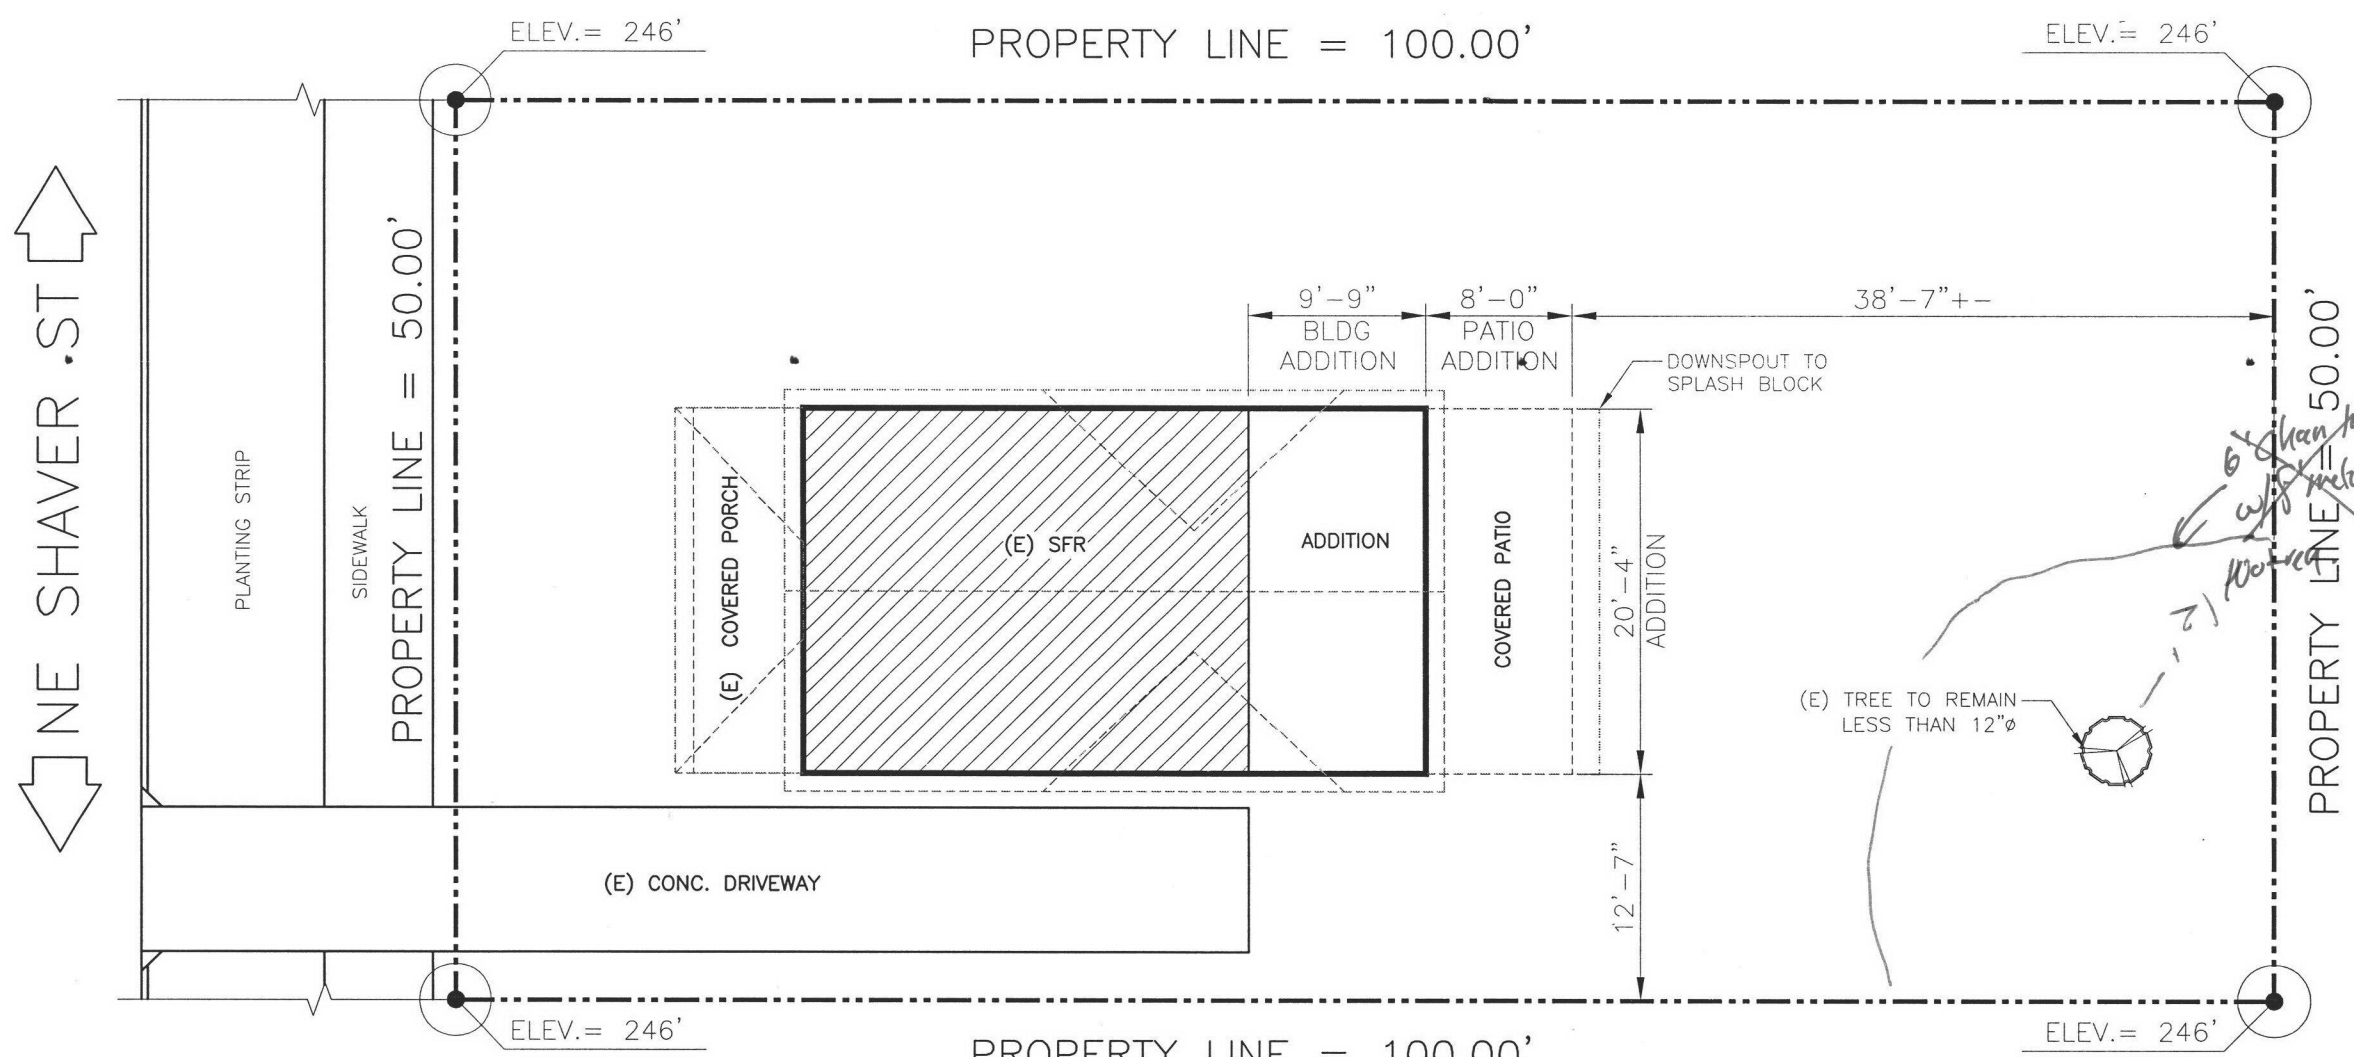 ELEV.= 246'
PROPERTY LINE = 100.00'
ELEV.= 246'
NE SHAVER ST
PLANTING STRIP
SIDEWALK
PROPERTY LINE = 50.00'
9'-9"
BLDG
ADDITION
8'-0"
PATIO
ADDITION
38'-7"+-
DOWNSPOUT TO
SPLASH BLOCK
(E) COVERED PORCH
(E) SFR
ADDITION
COVERED PATIO
20'-4"
ADDITION
12'-7"
(E) TREE TO REMAIN
LESS THAN 12"ø
PROPERTY LINE = 50.00'
6'
w/8'
12'
(E) CONC. DRIVEWAY
ELEV.= 246'
PROPERTY LINE = 100.00'
ELEV.= 246'